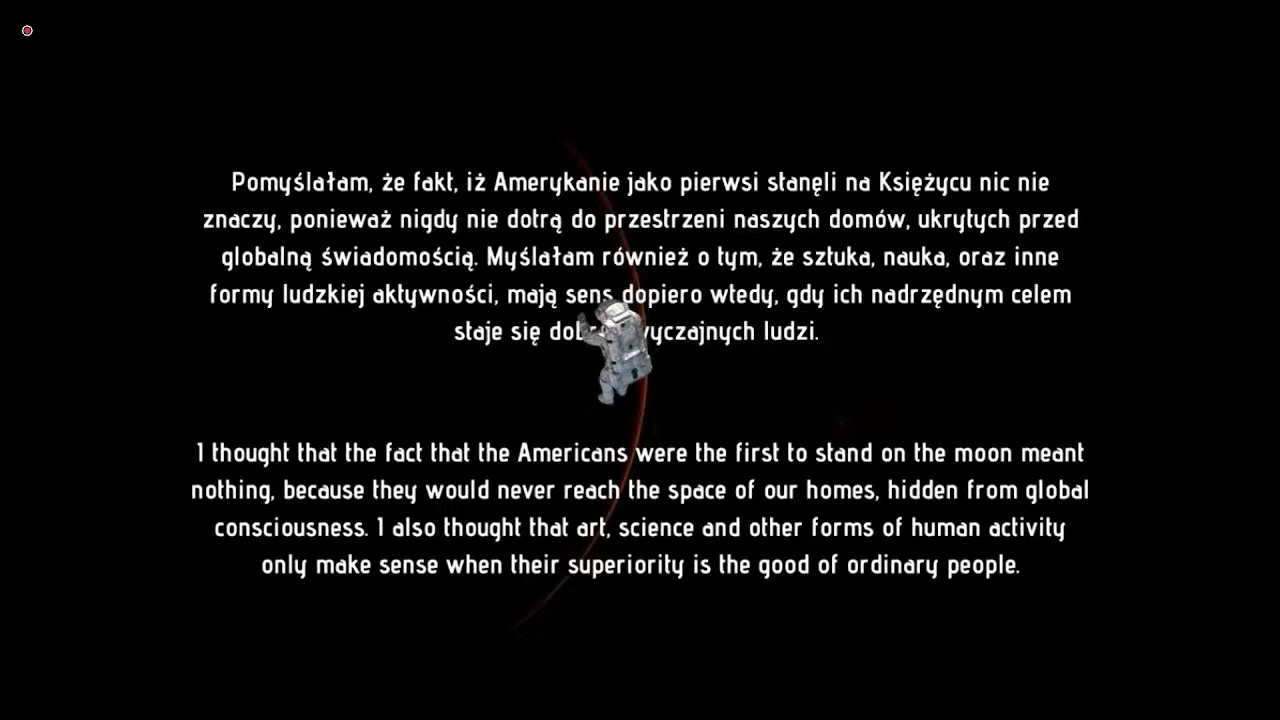 Pomyślałam, że fakt, iż Amerykanie jako pierwsi stanęli na Księżycu nic nie
znaczy, ponieważ nigdy nie dotrą do przestrzeni naszych domów, ukrytych przed
globalną świadomością. Myślałam również o tym, że sztuka, nauka, oraz inne
formy ludzkiej aktywności, mają sens dopiero wtedy, gdy ich nadrzędnym celem
staje się ludzi.
I thought that the fact that the Americans were the first to stand on the moon meant
nothing, because they would never reach the space of our homes, hidden from global
consciousness. I also thought that art, science and other forms of human activity
only make sense when their superiority is the good of ordinary people.